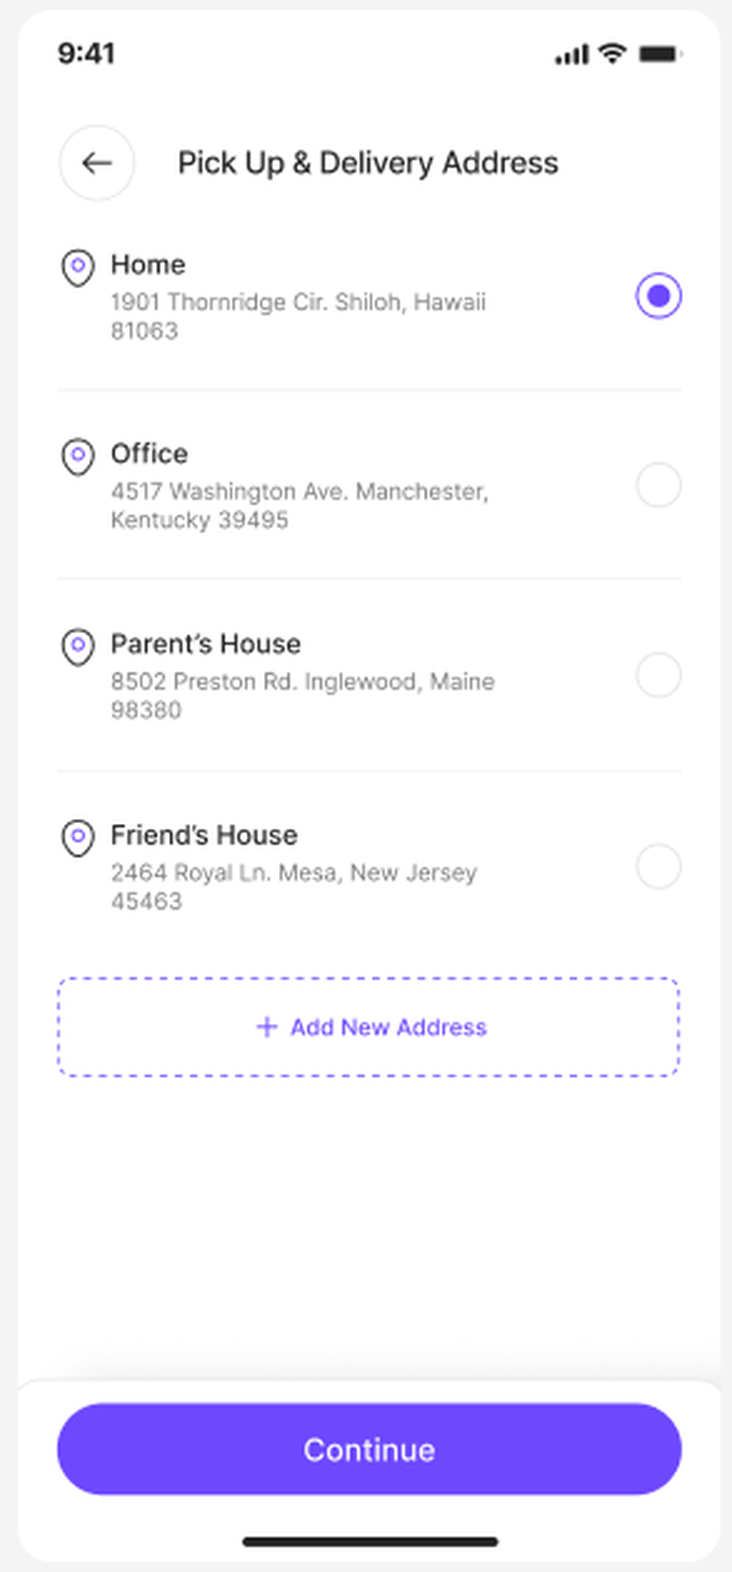 9:41
Pick Up & Delivery Address
Home
1901 Thornridge Cir. Shiloh, Hawaii
81063
Office
4517 Washington Ave. Manchester,
Kentucky 39495
Parent’s House
8502 Preston Rd. Inglewood, Maine
98380
Friend’s House
2464 Royal Ln. Mesa, New Jersey
45463
+ Add New Address
Continue